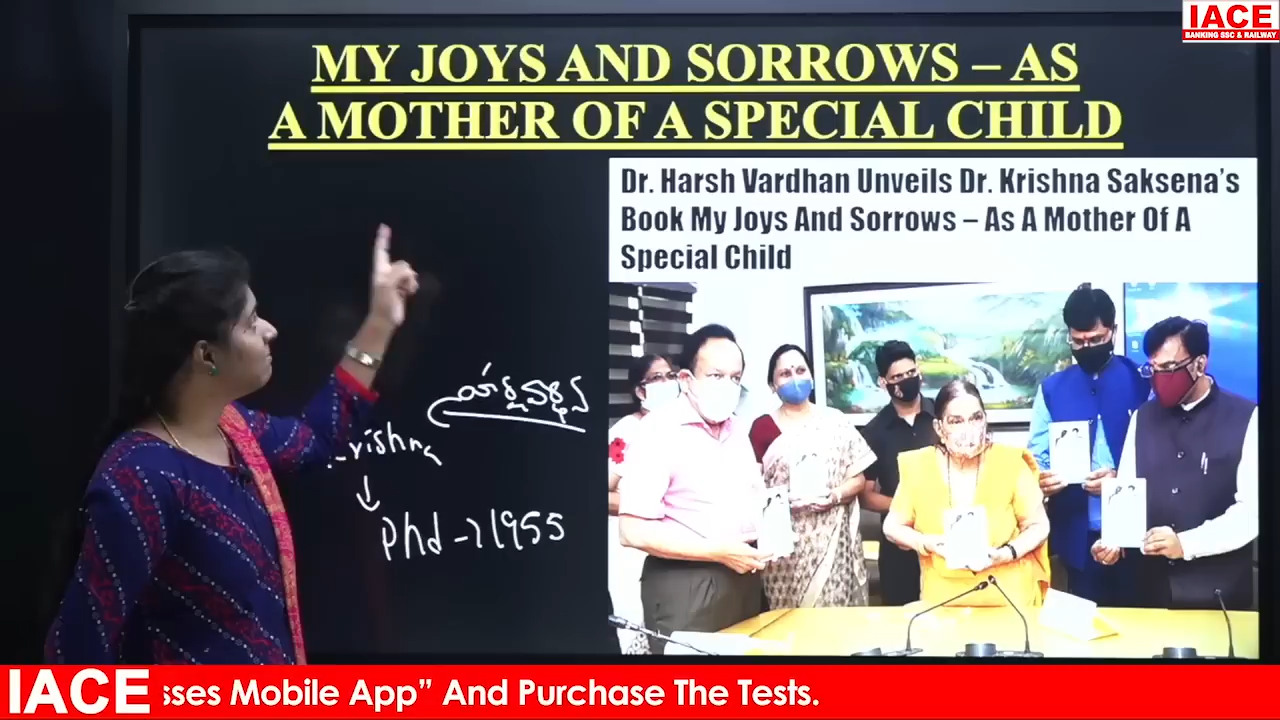 IACE
BANKING SSC & RAILWAY
MY JOYS AND SORROWS – AS
A MOTHER OF A SPECIAL CHILD
Dr. Harsh Vardhan Unveils Dr. Krishna Saksena's
Book My Joys And Sorrows – As A Mother Of A
Special Child
Phd → 1955
IACE
sses Mobile App” And Purchase The Tests.